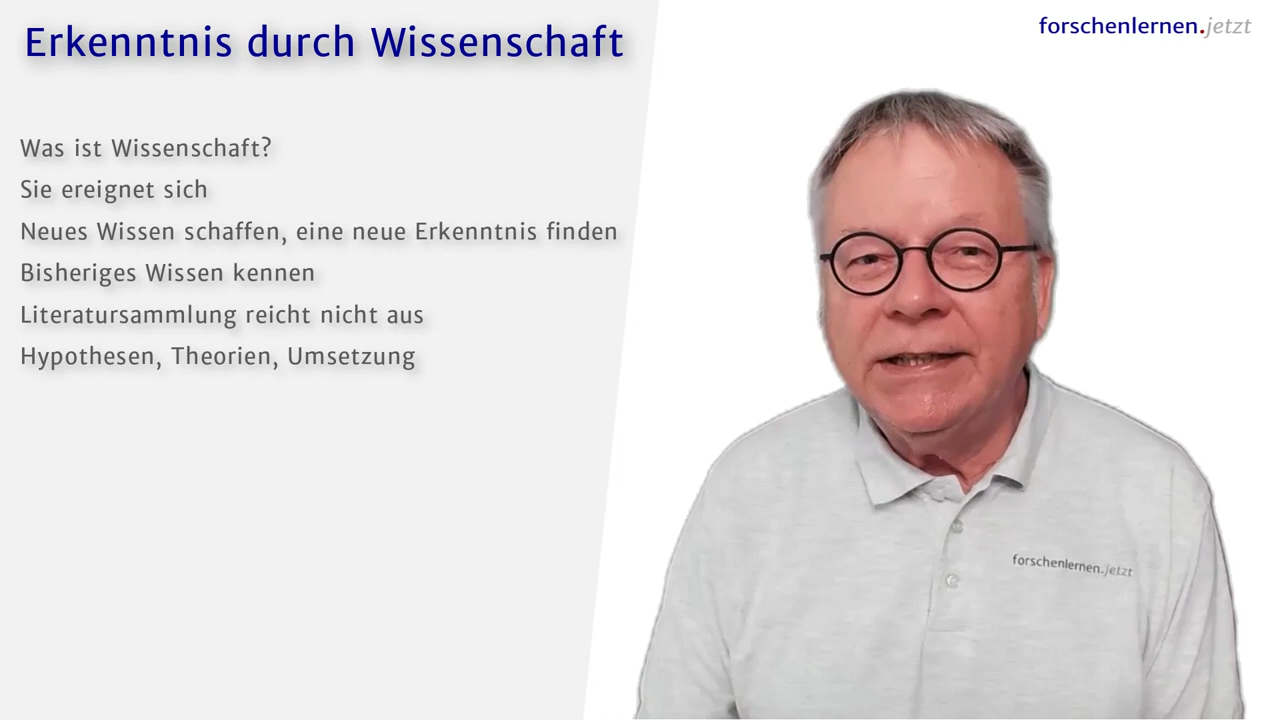 Erkenntnis durch Wissenschaft
forschenlernen.jetzt
Was ist Wissenschaft?
Sie ereignet sich
Neues Wissen schaffen, eine neue Erkenntnis finden
Bisheriges Wissen kennen
Literatursammlung reicht nicht aus
Hypothesen, Theorien, Umsetzung
forschenlernen.jetzt